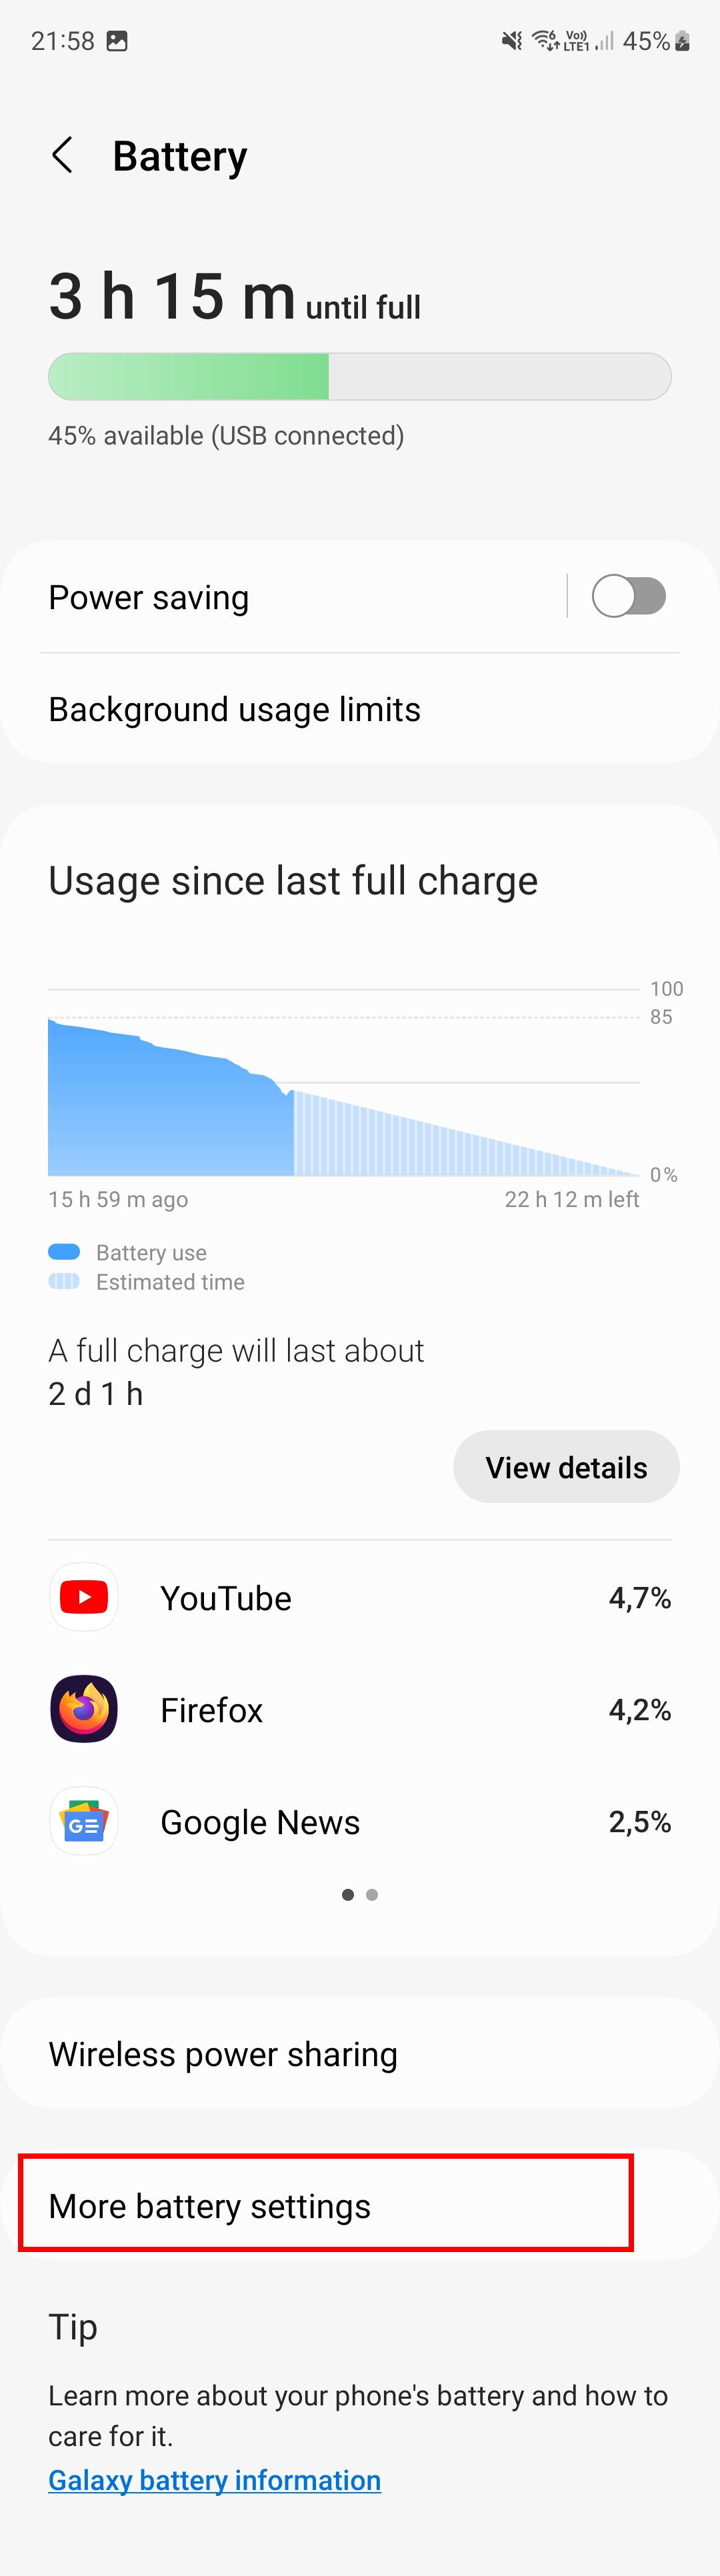 21:58
6 Vo)) LTE1 45%
Battery
3 h 15 m until full
45% available (USB connected)
Power saving
Background usage limits
Usage since last full charge
100
85
0%
15 h 59 m ago 22 h 12 m left
Battery use
Estimated time
A full charge will last about
2 d 1 h
View details
YouTube 4,7%
Firefox 4,2%
GE Google News 2,5%
Wireless power sharing
More battery settings
Tip
Learn more about your phone's battery and how to
care for it.
Galaxy battery information